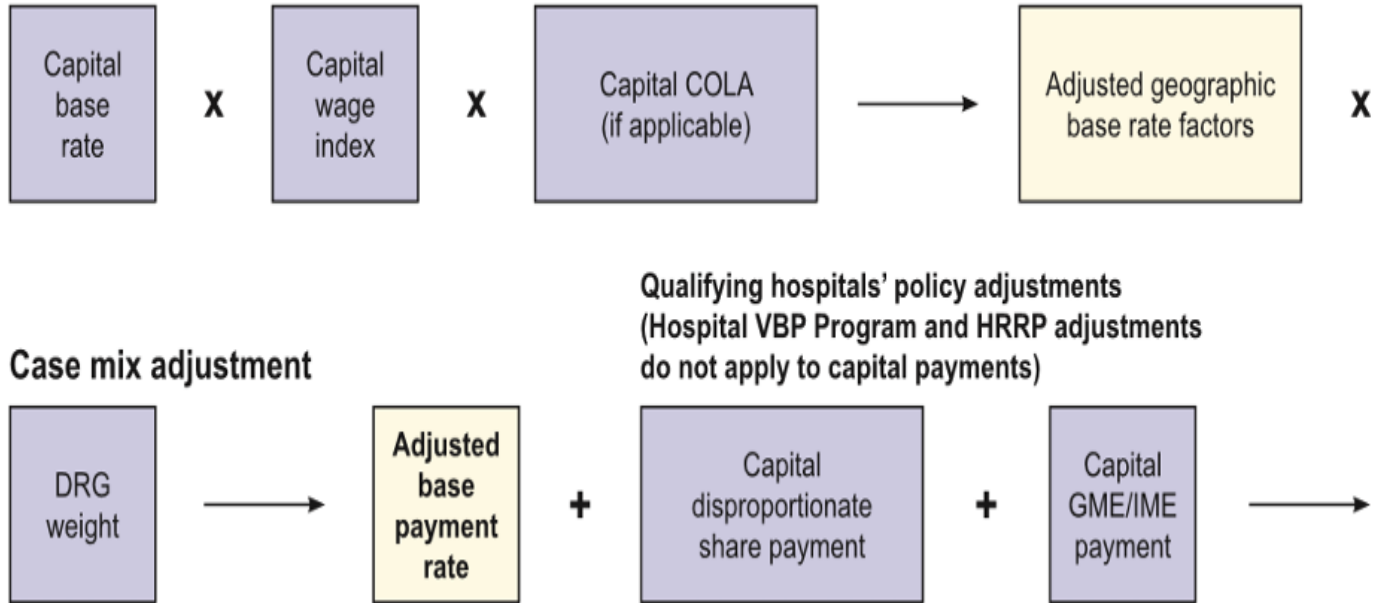 Capital
base
rate
X
Capital
wage
index
X
Capital COLA
(if applicable)
Adjusted geographic
base rate factors
X
Qualifying hospitals’ policy adjustments
(Hospital VBP Program and HRRP adjustments
do not apply to capital payments)
Case mix adjustment
DRG
weight
Adjusted
base
payment
rate
+
Capital
disproportionate
share payment
+
Capital
GME/IME
payment